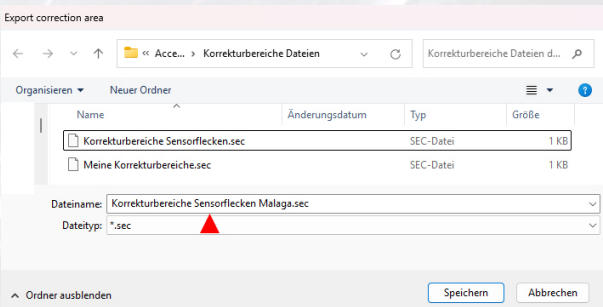 Export correction area
« Acce... › Korrekturbereiche Dateien
Korrekturbereiche Dateien d...
Organisieren Neuer Ordner
Name Änderungsdatum Typ Größe
Korrekturbereiche Sensorflecken.sec SEC-Datei 1 KB
Meine Korrekturbereiche.sec SEC-Datei 1 KB
Dateiname: Korrekturbereiche Sensorflecken Malaga.sec
Dateityp: *.sec
Ordner ausblenden Speichern Abbrechen